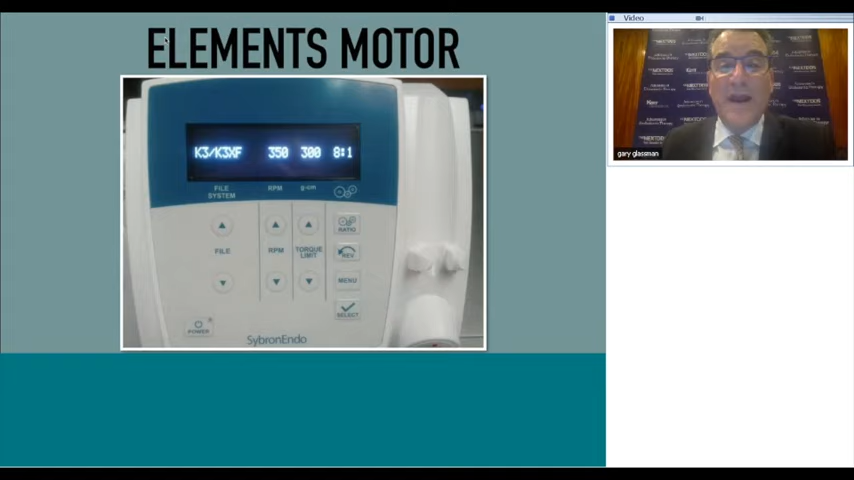 ELEMENTS MOTOR
K3/K3XF 350 300 8:1
FILE SYSTEM RPM g-cm
RATIO
FILE RPM TORQUE LIMIT
REV
MENU
SELECT
POWER
SybronEndo
Video
gary glassman